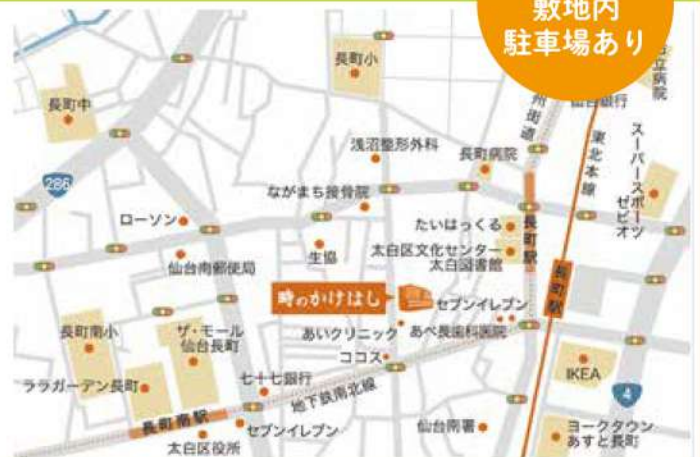 敷地内
駐車場あり
長町小
市立病院
長町中
州街道
銀行
東北本線
スーパースポーツ
ゼビオ
浅沼整形外科
長町病院
286
ながまち接骨院
ローソン
たいはっくる
長町駅
太白区文化センター
太白図書館
生協
仙台南郵便局
長町駅
時のかけはし
セブンイレブン
長町南小
ザ・モール
仙台長町
あいクリニック
あべ長歯科医院
ココス
IKEA
ララガーデン長町
七十七銀行
地下鉄南北線
4
長町南駅
セブンイレブン
太白区役所
仙台南署
ヨークタウン
あすと長町